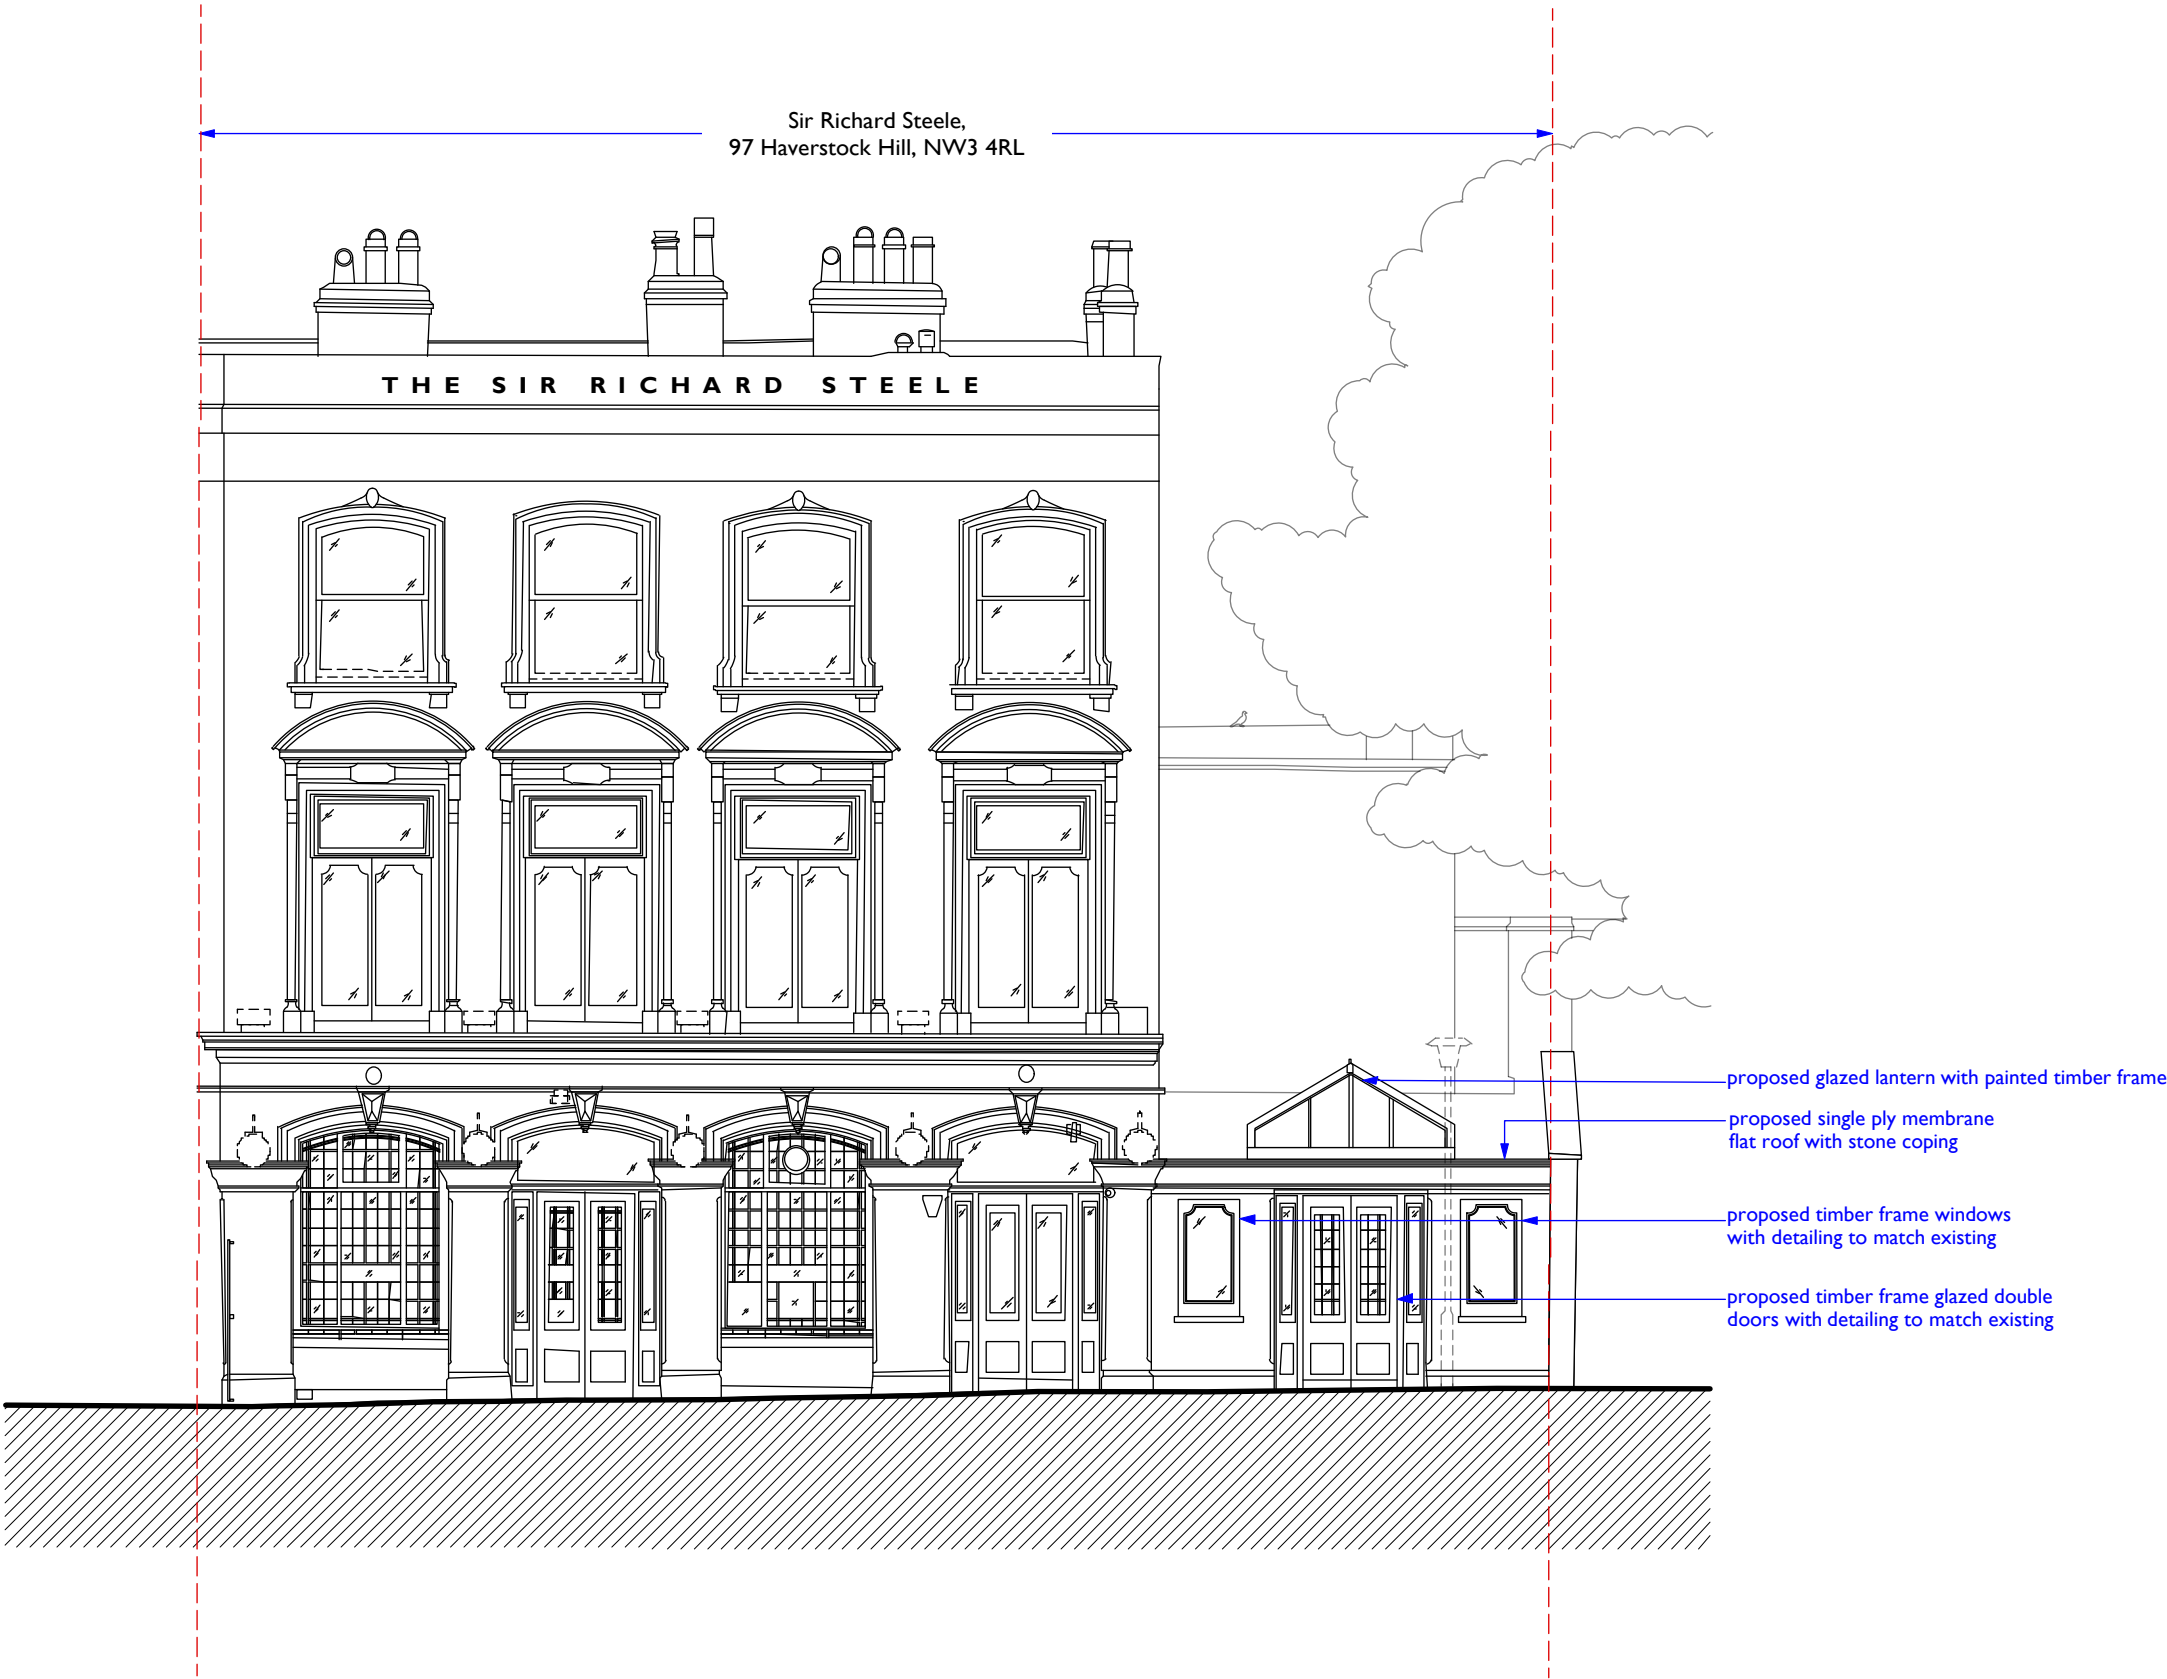 Sir Richard Steele,
97 Haverstock Hill, NW3 4RL
THE SIR RICHARD STEELE
proposed glazed lantern with painted timber frame
proposed single ply membrane
flat roof with stone coping
proposed timber frame windows
with detailing to match existing
proposed timber frame glazed double
doors with detailing to match existing